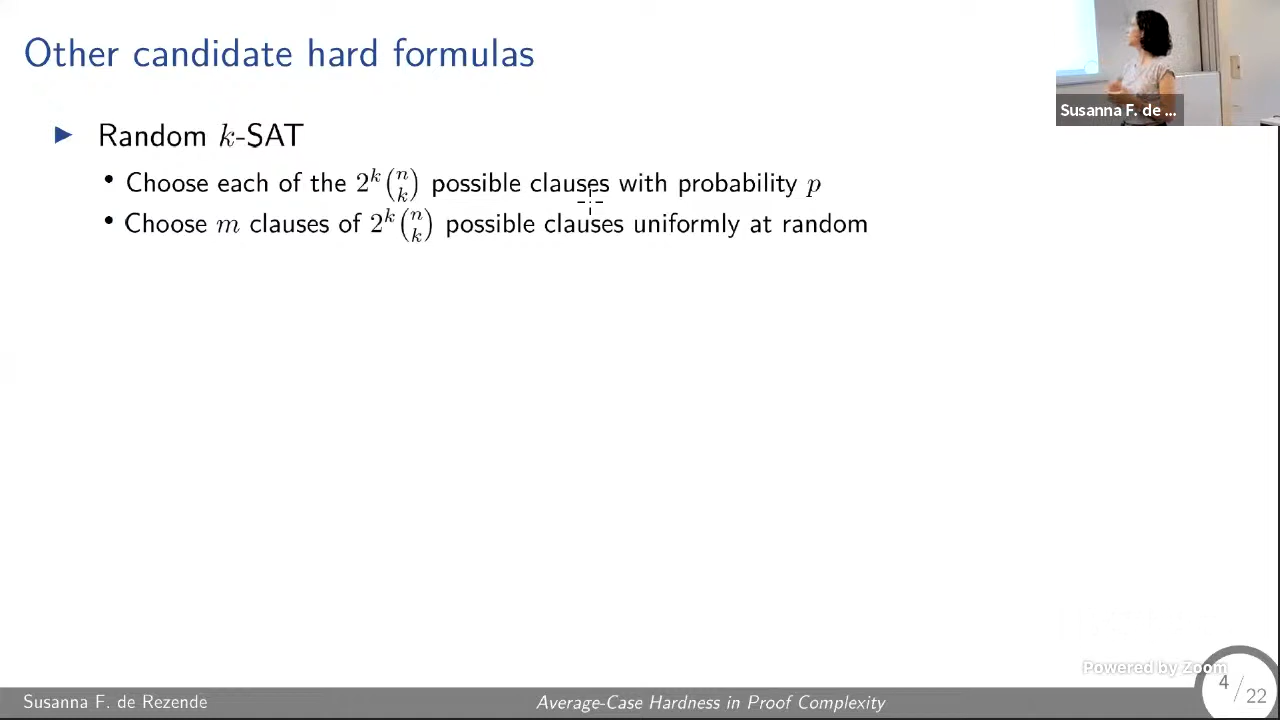 Other candidate hard formulas
Susanna F. de ...
▶ Random k-SAT
• Choose each of the 2^k \binom{n}{k} possible clauses with probability p
• Choose m clauses of 2^k \binom{n}{k} possible clauses uniformly at random
Powered by Zoom
Susanna F. de Rezende
Average-Case Hardness in Proof Complexity
4/22